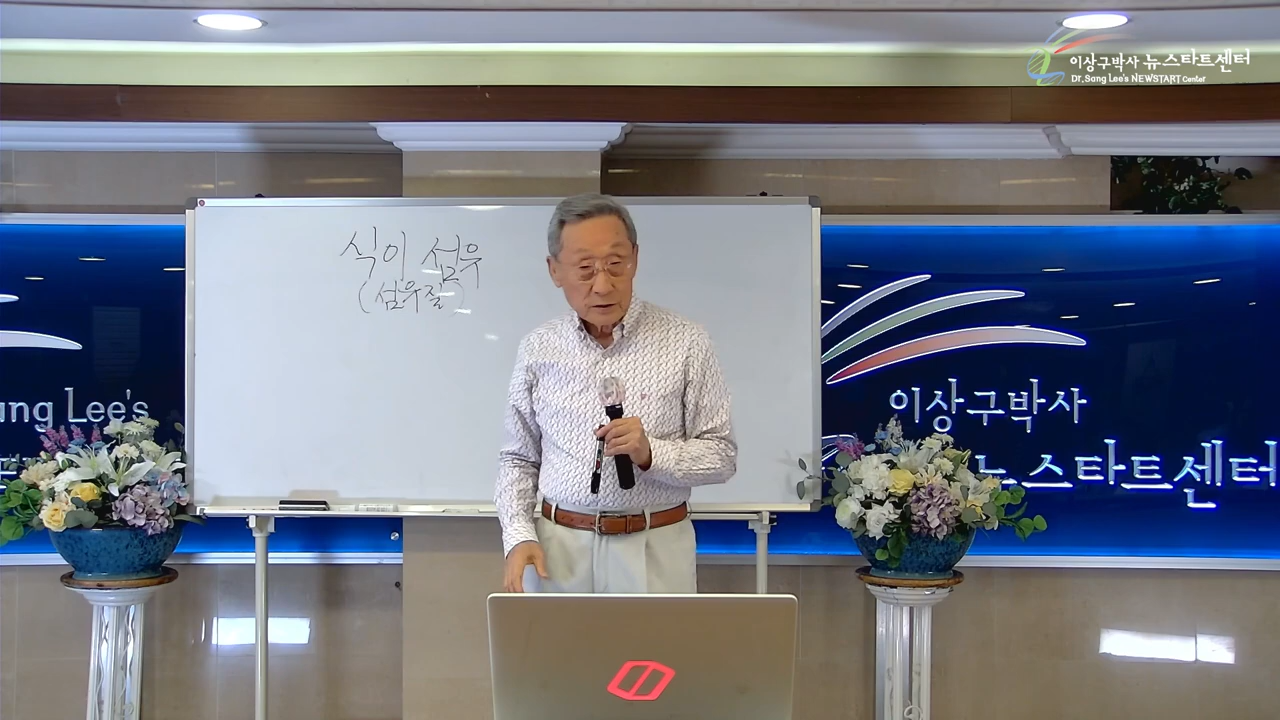 이상구박사 뉴스타트센터
Dr. Sang Lee's NEWSTART Center
식이 섬유
(섬유질)
ang Lee's
이상구박사
뉴스타트센터